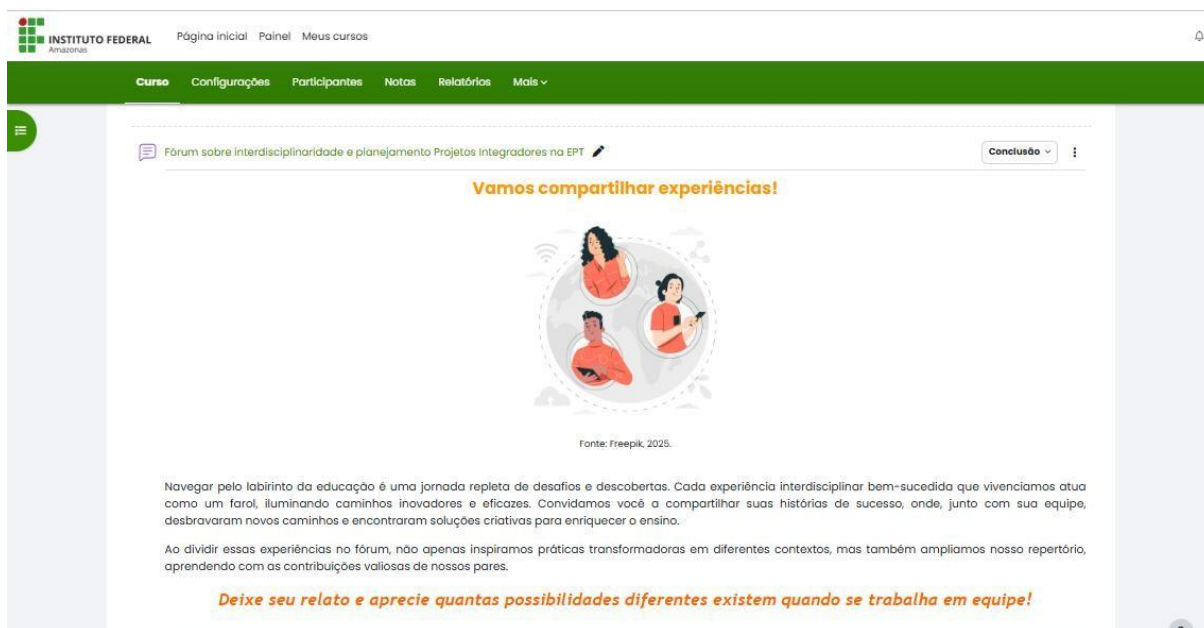 INSTITUTO FEDERAL
Amazonas
Página inicial Painel Meus cursos
Curso Configurações Participantes Notas Relatórios Mais
Fórum sobre interdisciplinaridade e planejamento Projetos Integradores na EPT
Conclusão
Vamos compartilhar experiências!
Fonte: Freepik, 2025.
Navegar pelo labirinto da educação é uma jornada repleta de desafios e descobertas. Cada experiência interdisciplinar bem-sucedida que vivenciamos atua
como um farol, iluminando caminhos inovadores e eficazes. Convidamos você a compartilhar suas histórias de sucesso, onde, junto com sua equipe,
desbravaram novos caminhos e encontraram soluções criativas para enriquecer o ensino.
Ao dividir essas experiências no fórum, não apenas inspiramos práticas transformadoras em diferentes contextos, mas também ampliamos nosso repertório,
aprendendo com as contribuições valiosas de nossos pares.
Deixe seu relato e aprecie quantas possibilidades diferentes existem quando se trabalha em equipe!